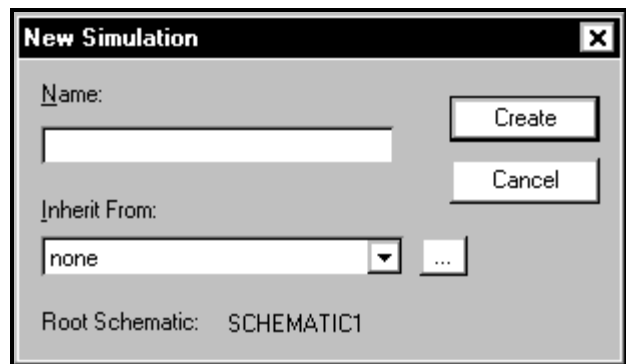 New Simulation
Name:
Create
Cancel
Inherit From:
none
...
Root Schematic: SCHEMATIC1